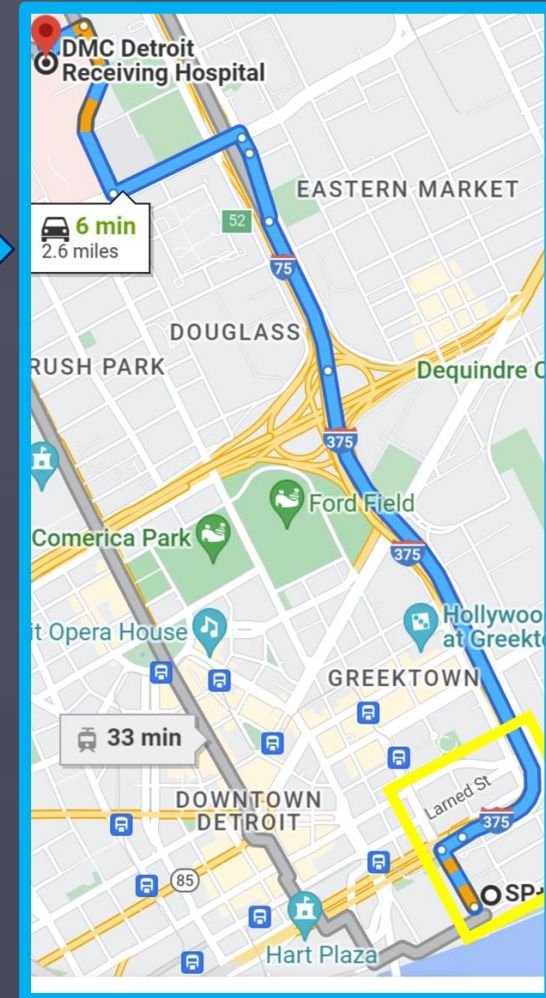 DMC Detroit
Receiving Hospital
EASTERN MARKET
6 min
2.6 miles
52
75
DOUGLASS
RUSH PARK
Dequindre C
375
Ford Field
Comerica Park
375
Hollywoo
at Greekto
it Opera House
GREEKTOWN
33 min
Larned St
DOWNTOWN
DETROIT
375
85
SP+
Hart Plaza